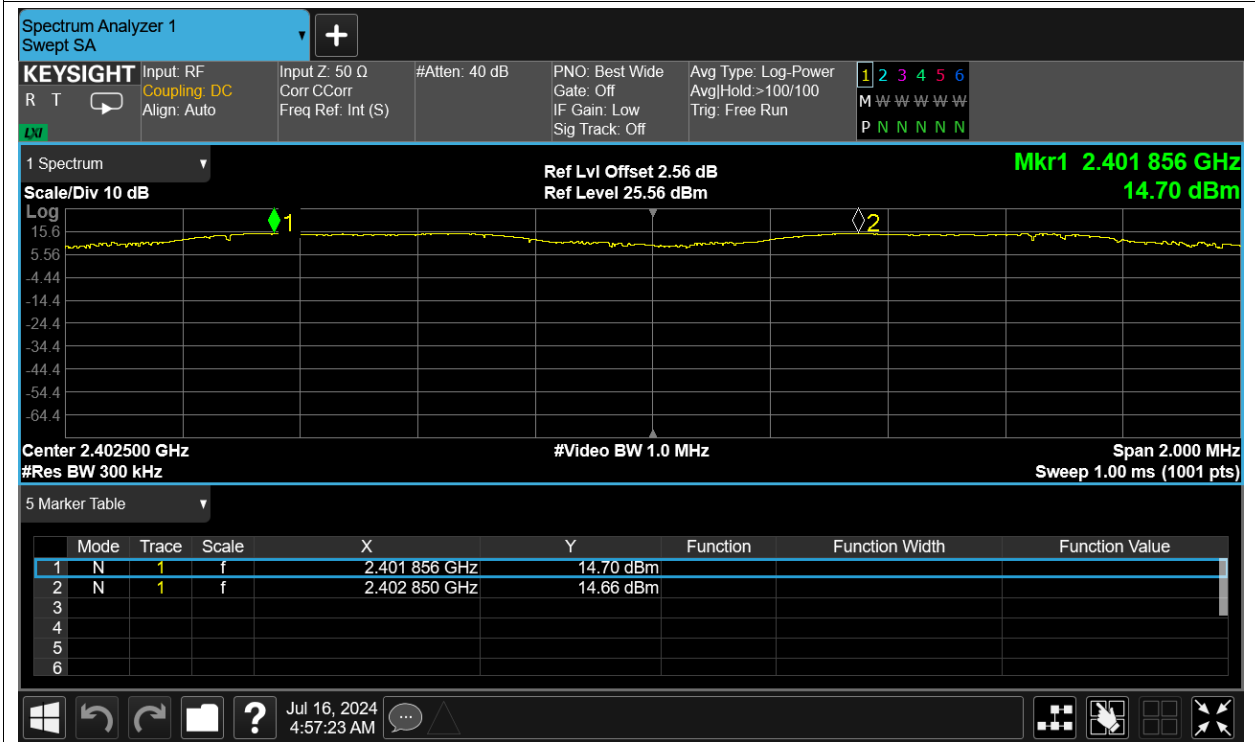 Spectrum Analyzer 1
Swept SA
+
KEYSIGHT
R T
LXI
Input: RF
Coupling: DC
Align: Auto
Input Z: 50 Ω
Corr CCorr
Freq Ref: Int (S)
#Atten: 40 dB
PNO: Best Wide
Gate: Off
IF Gain: Low
Sig Track: Off
Avg Type: Log-Power
Avg|Hold:>100/100
Trig: Free Run
1 2 3 4 5 6
M W W W W W
P N N N N N
1 Spectrum
Scale/Div 10 dB
Ref Lvl Offset 2.56 dB
Ref Level 25.56 dBm
Mkr1 2.401 856 GHz
14.70 dBm
Log
15.6
5.56
-4.44
-14.4
-24.4
-34.4
-44.4
-54.4
-64.4
1
2
Center 2.402500 GHz
#Res BW 300 kHz
#Video BW 1.0 MHz
Span 2.000 MHz
Sweep 1.00 ms (1001 pts)
5 Marker Table
Mode Trace Scale X Y Function Function Width Function Value
1 N 1 f 2.401 856 GHz 14.70 dBm
2 N 1 f 2.402 850 GHz 14.66 dBm
3
4
5
6
?
Jul 16, 2024
4:57:23 AM